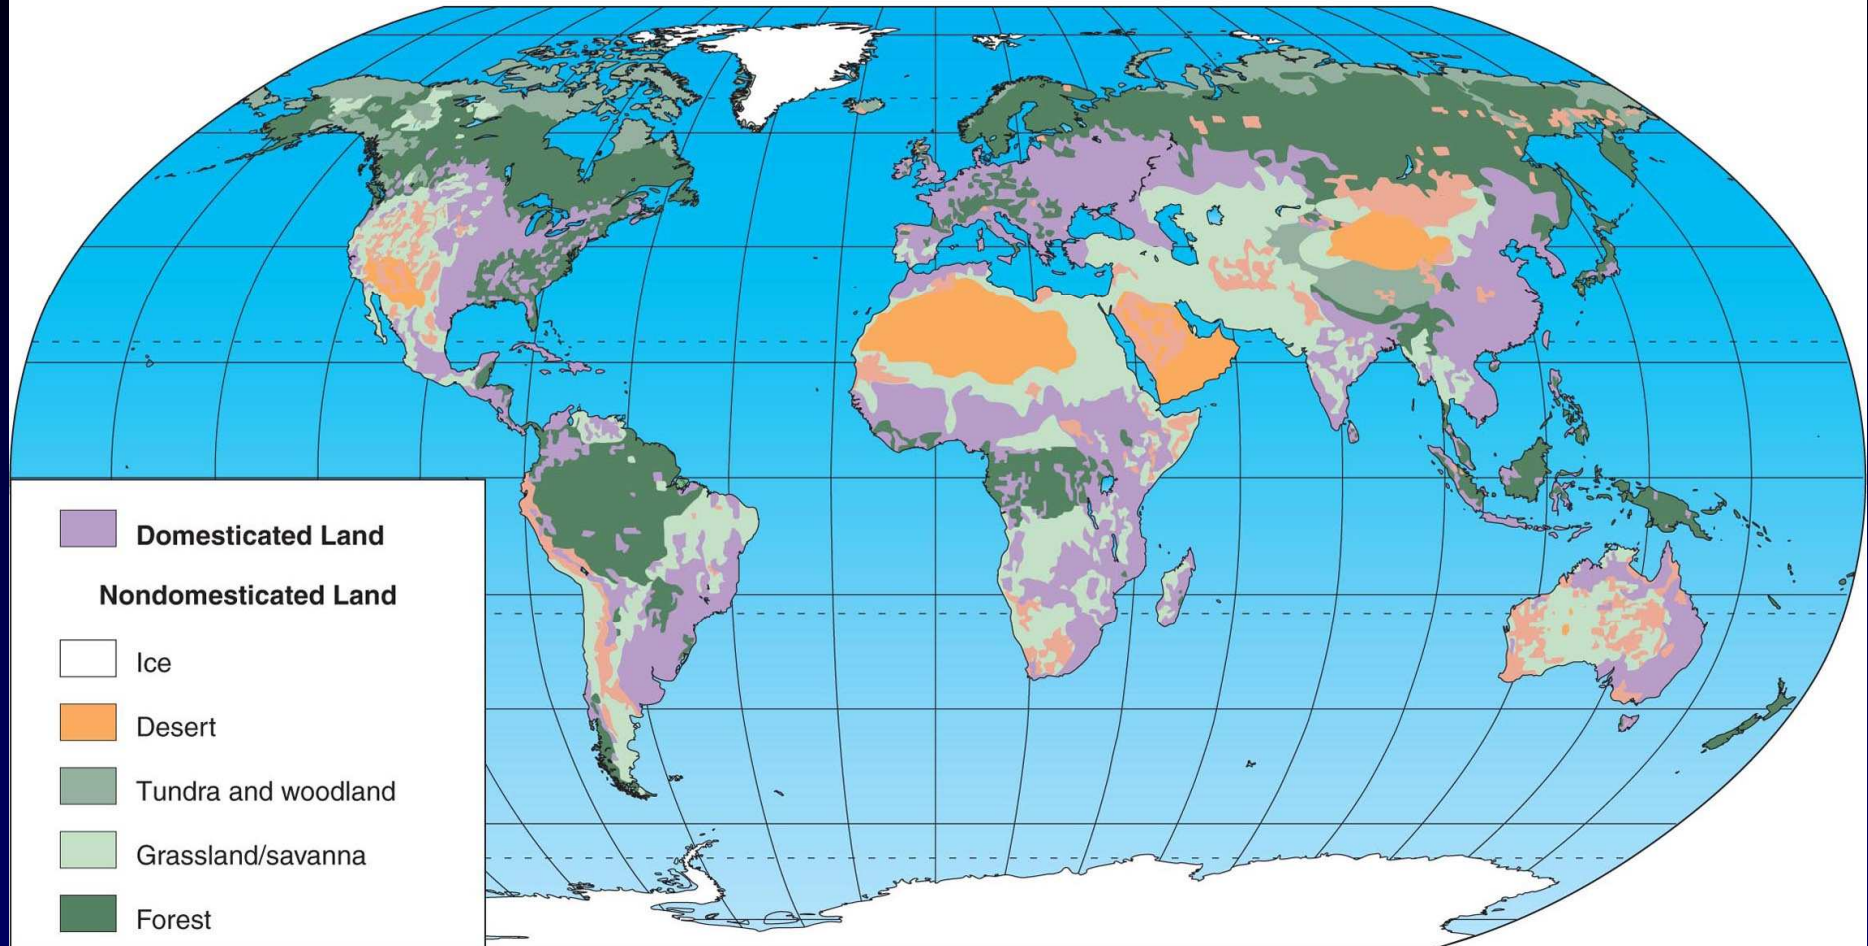 Domesticated Land
Nondomesticated Land
Ice
Desert
Tundra and woodland
Grassland/savanna
Forest